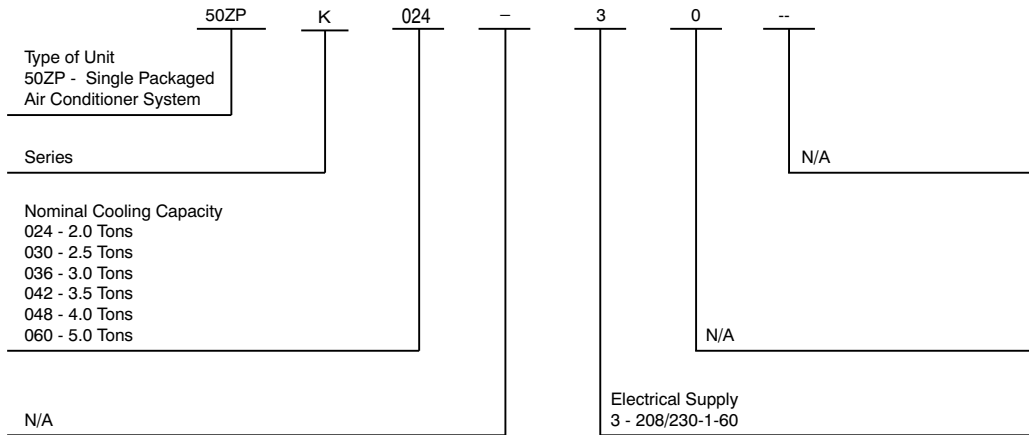 50ZP K 024 – 3 0 --
Type of Unit
50ZP - Single Packaged
Air Conditioner System
Series
N/A
Nominal Cooling Capacity
024 - 2.0 Tons
030 - 2.5 Tons
036 - 3.0 Tons
042 - 3.5 Tons
048 - 4.0 Tons
060 - 5.0 Tons
N/A
N/A
Electrical Supply
3 - 208/230-1-60